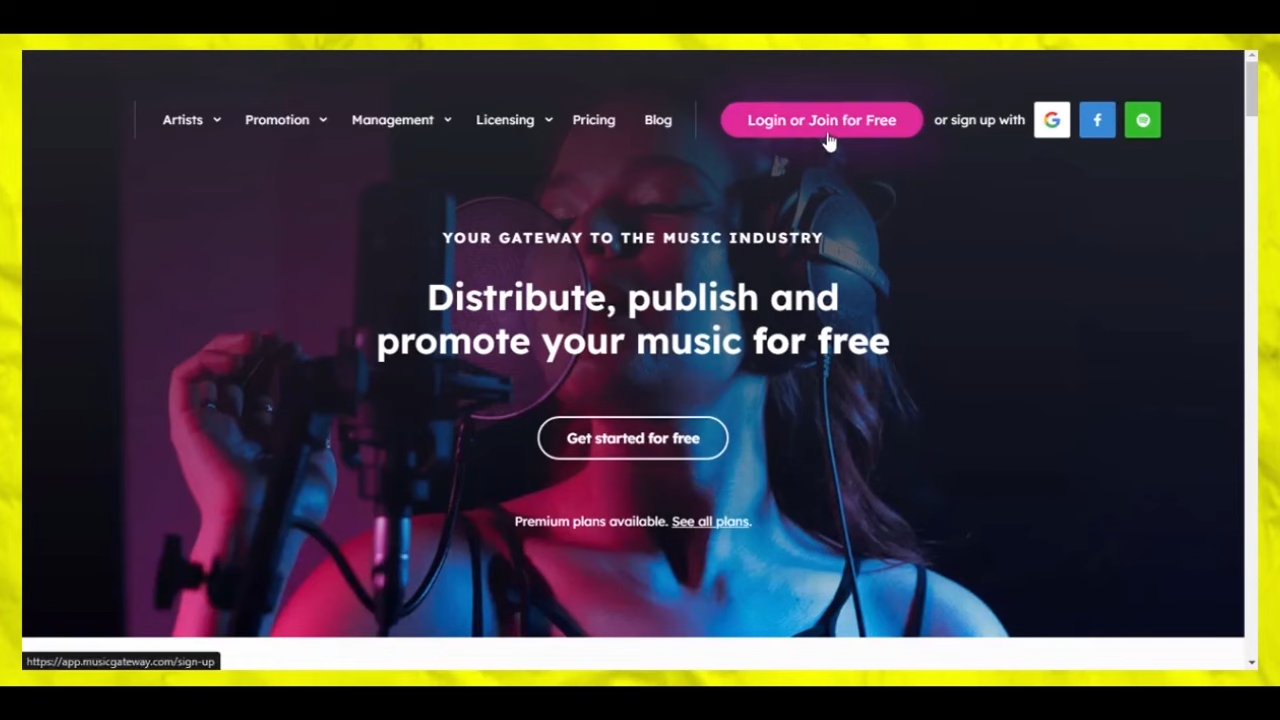 Artists Promotion Management Licensing Pricing Blog Login or Join for Free or sign up with
YOUR GATEWAY TO THE MUSIC INDUSTRY
Distribute, publish and
promote your music for free
Get started for free
Premium plans available. See all plans.
https://app.musicgateway.com/sign-up